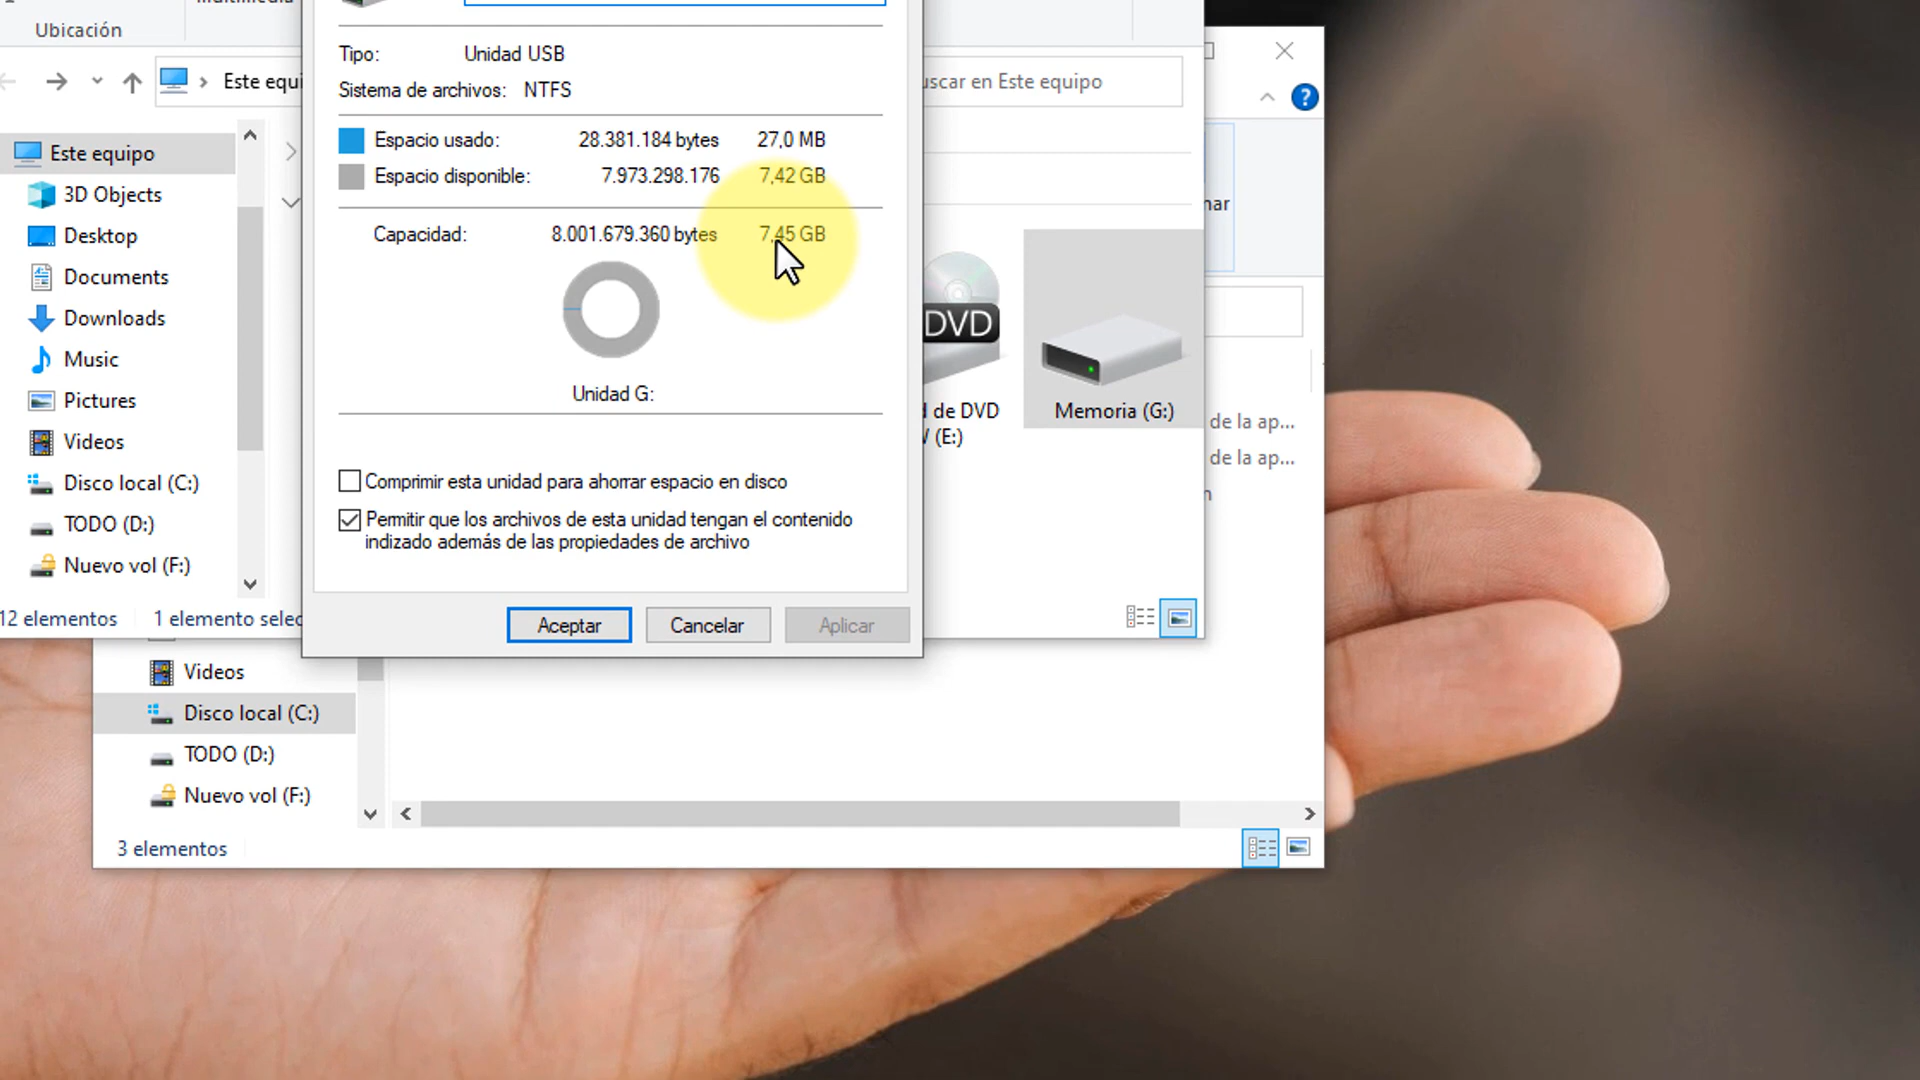 Ubicación
Este equi
uscar en Este equipo
Este equipo
3D Objects
Desktop
Documents
Downloads
Music
Pictures
Videos
Disco local (C:)
TODO (D:)
Nuevo vol (F:)
12 elementos
1 elemento selec
Tipo:
Unidad USB
Sistema de archivos:
NTFS
Espacio usado:
28.381.184 bytes
27,0 MB
Espacio disponible:
7.973.298.176
7,42 GB
Capacidad:
8.001.679.360 bytes
7,45 GB
Unidad G:
Comprimir esta unidad para ahorrar espacio en disco
Permitir que los archivos de esta unidad tengan el contenido
indizado además de las propiedades de archivo
Aceptar
Cancelar
Aplicar
DVD
d de DVD
(E:)
Memoria (G:)
nar
de la ap...
de la ap...
Videos
Disco local (C:)
TODO (D:)
Nuevo vol (F:)
3 elementos